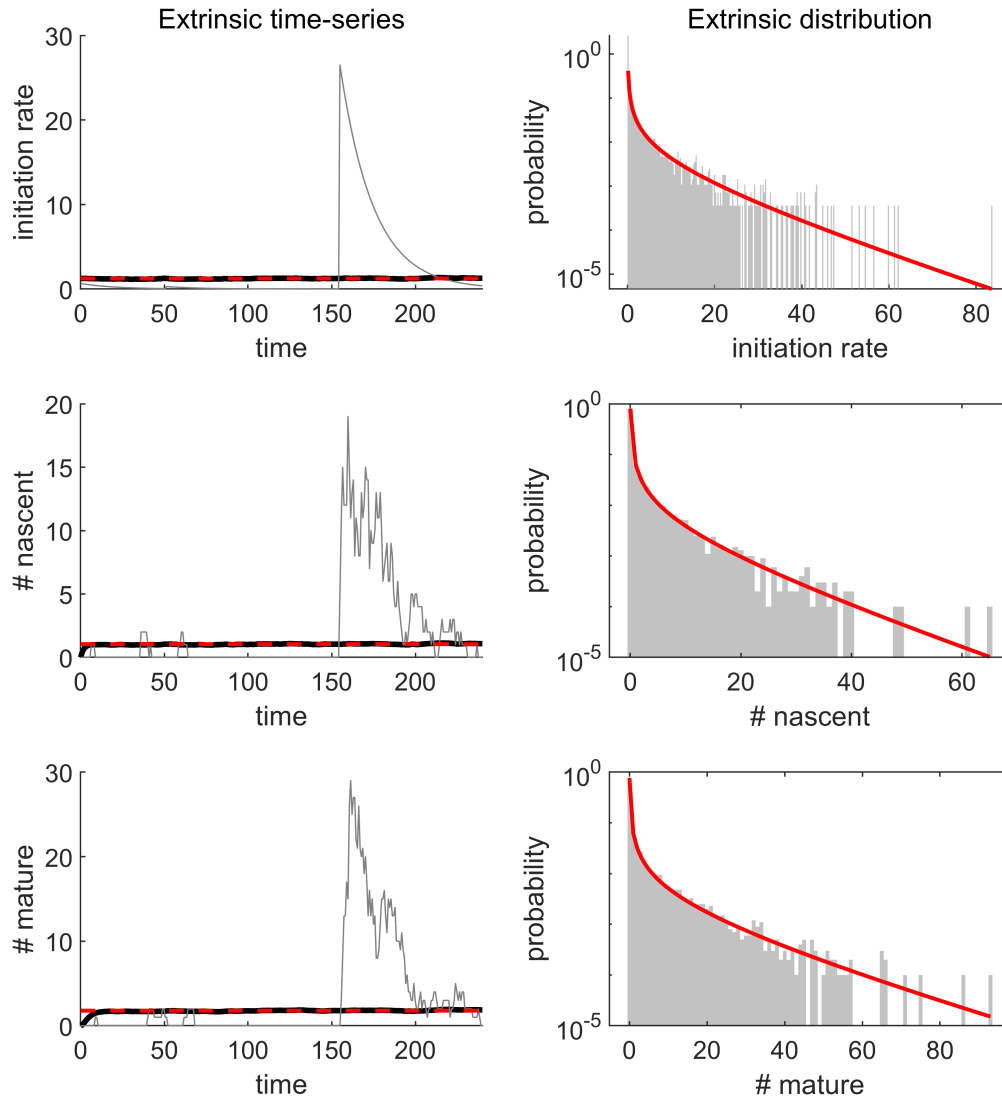 Extrinsic time-series
30
20
10
0
initiation rate
0 50 100 150 200
time
Extrinsic distribution
10^0
10^-5
probability
0 20 40 60 80
initiation rate
20
15
10
5
0
# nascent
0 50 100 150 200
time
10^0
10^-5
probability
0 20 40 60
# nascent
30
20
10
0
# mature
0 50 100 150 200
time
10^0
10^-5
probability
0 20 40 60 80
# mature